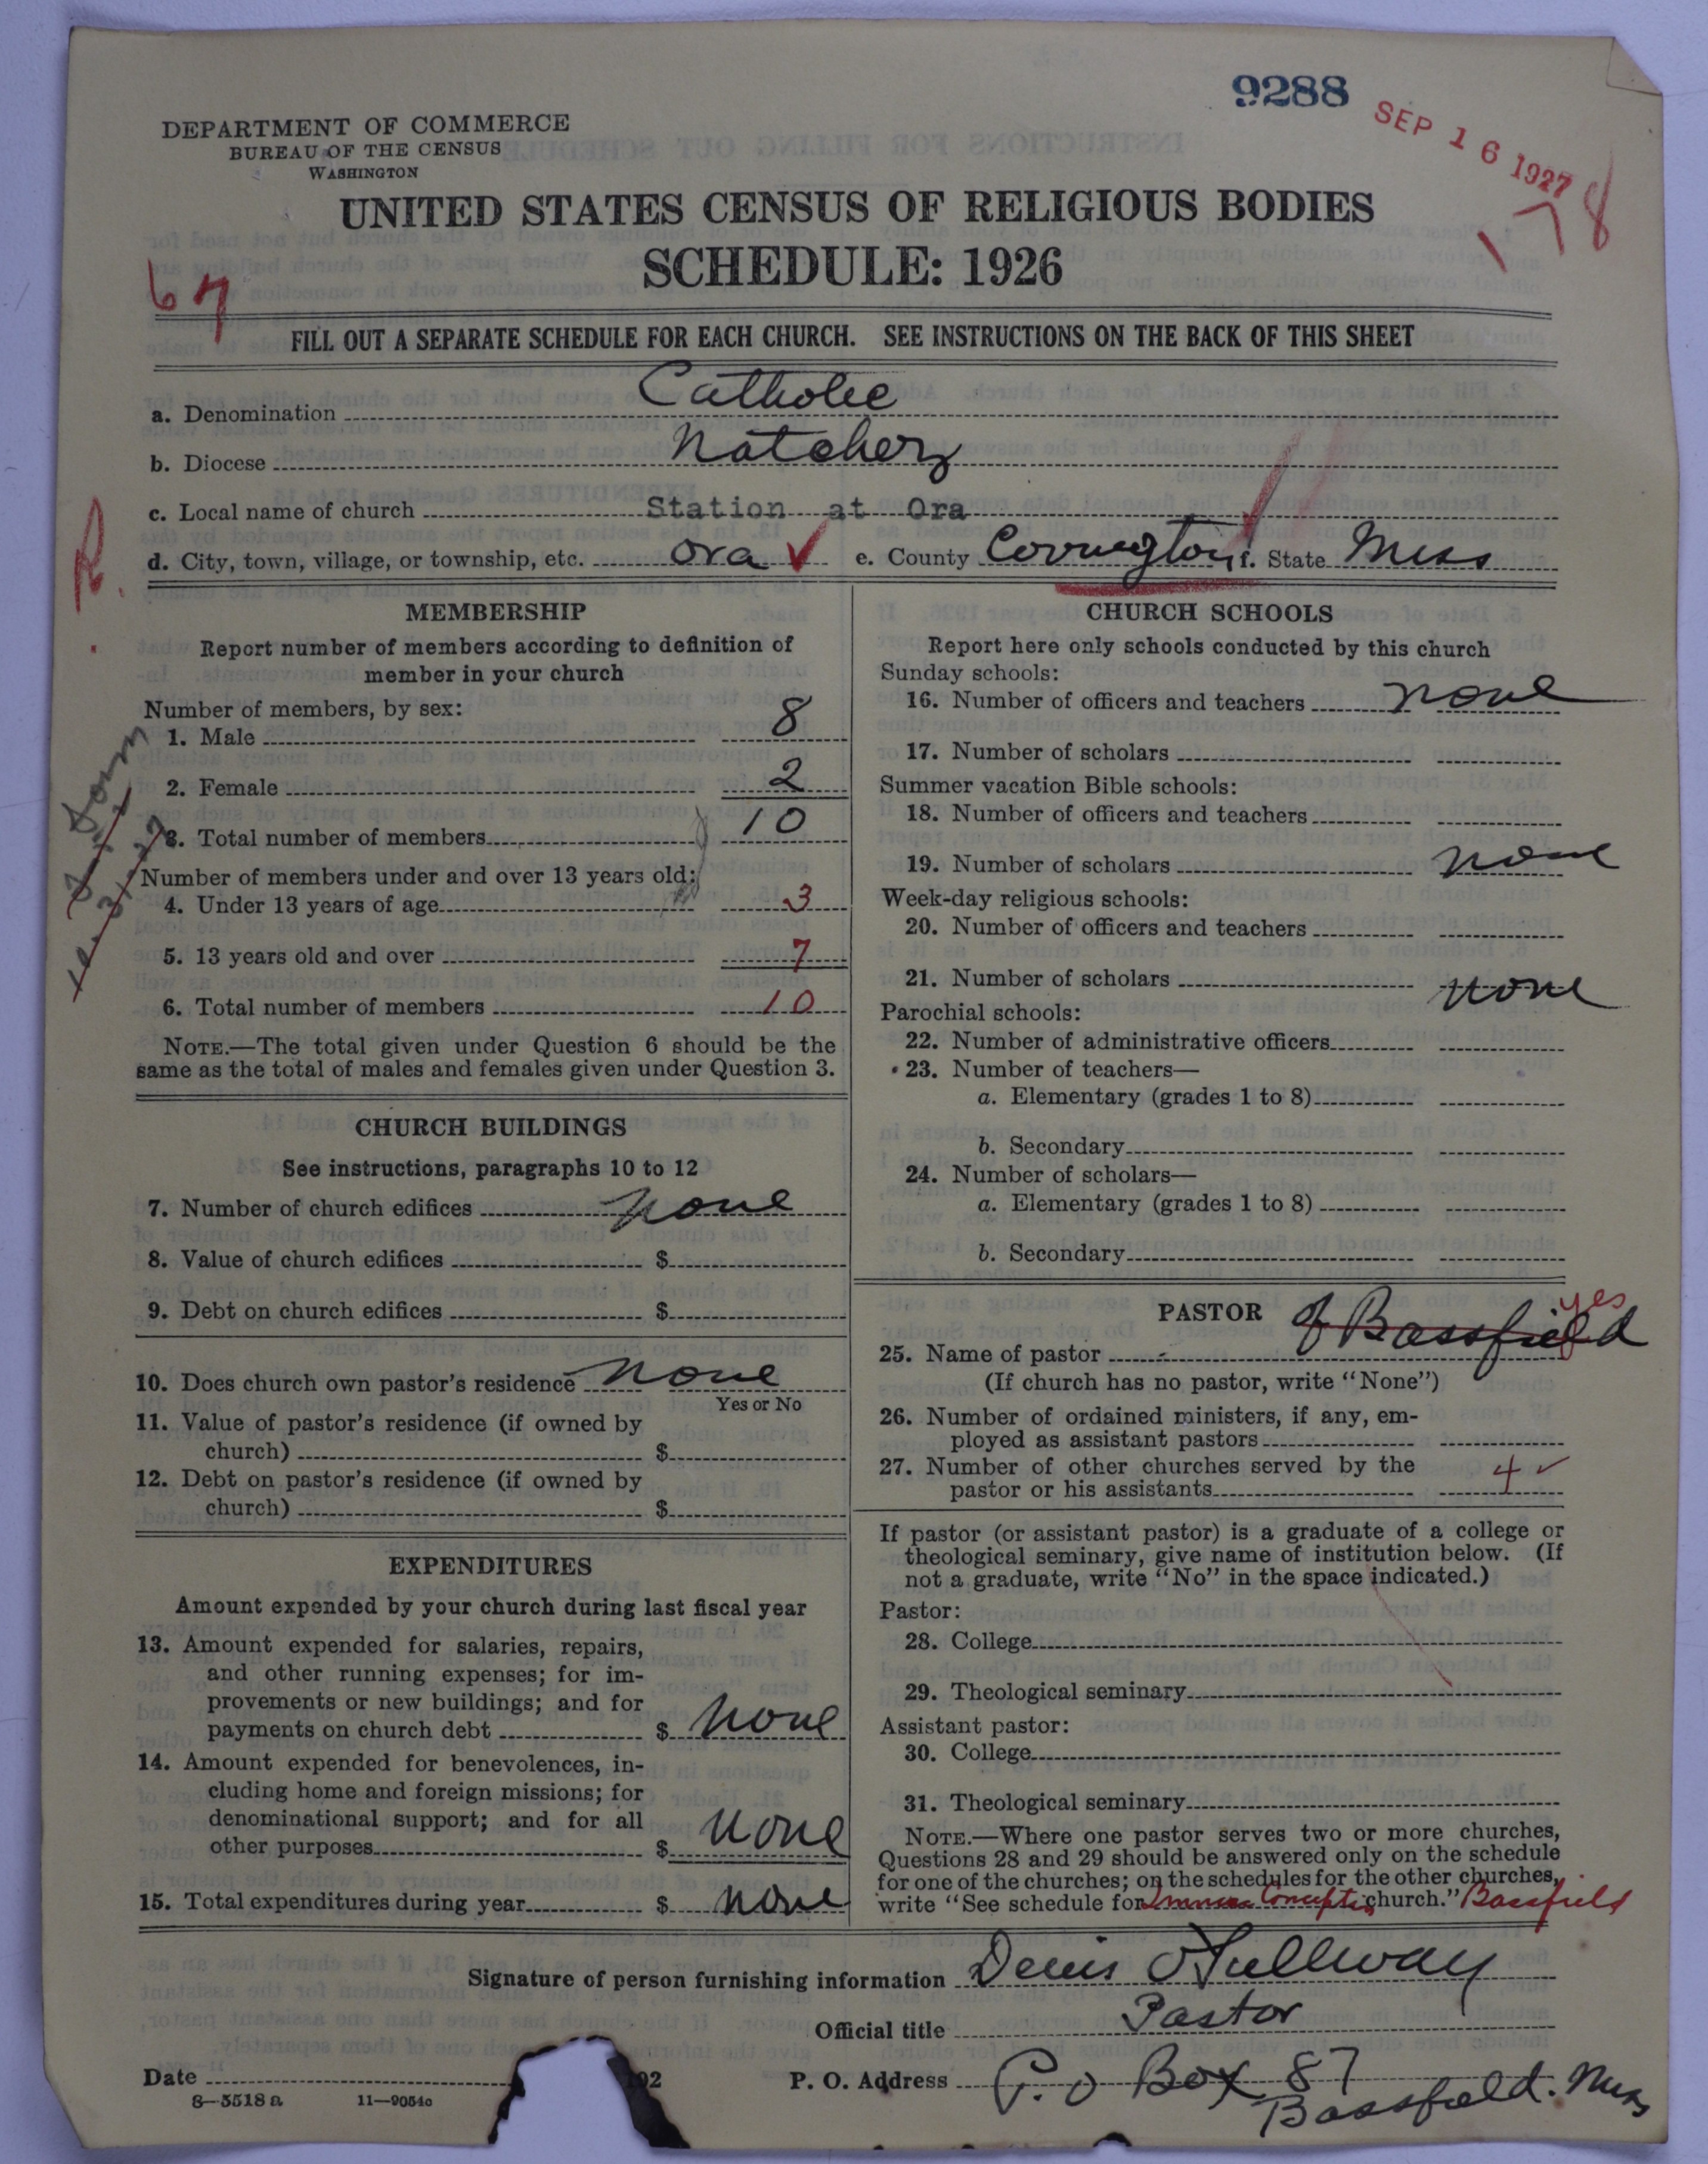 9288
SEP 16 1927
178
DEPARTMENT OF COMMERCE
BUREAU OF THE CENSUS
WASHINGTON
UNITED STATES CENSUS OF RELIGIOUS BODIES
SCHEDULE: 1926
67
FILL OUT A SEPARATE SCHEDULE FOR EACH CHURCH. SEE INSTRUCTIONS ON THE BACK OF THIS SHEET
a. Denomination Catholic
b. Diocese Natchez
c. Local name of church Station at Ora
d. City, town, village, or township, etc. Ora ✓ e. County Covington f. State Miss
R.
MEMBERSHIP
Report number of members according to definition of
member in your church
Number of members, by sex:
1. Male 8
2. Female 2
3. Total number of members 10
Number of members under and over 13 years old:
4. Under 13 years of age 3
5. 13 years old and over 7
6. Total number of members 10
NOTE.—The total given under Question 6 should be the
same as the total of males and females given under Question 3.
CHURCH BUILDINGS
See instructions, paragraphs 10 to 12
7. Number of church edifices none
8. Value of church edifices $
9. Debt on church edifices $
10. Does church own pastor's residence none
Yes or No
11. Value of pastor's residence (if owned by
church) $
12. Debt on pastor's residence (if owned by
church) $
EXPENDITURES
Amount expended by your church during last fiscal year
13. Amount expended for salaries, repairs,
and other running expenses; for im-
provements or new buildings; and for
payments on church debt $ none
14. Amount expended for benevolences, in-
cluding home and foreign missions; for
denominational support; and for all
other purposes $ none
15. Total expenditures during year $ none
CHURCH SCHOOLS
Report here only schools conducted by this church
Sunday schools:
16. Number of officers and teachers none
17. Number of scholars
Summer vacation Bible schools:
18. Number of officers and teachers
19. Number of scholars none
Week-day religious schools:
20. Number of officers and teachers
21. Number of scholars none
Parochial schools:
22. Number of administrative officers
23. Number of teachers—
a. Elementary (grades 1 to 8)
b. Secondary
24. Number of scholars—
a. Elementary (grades 1 to 8)
b. Secondary
PASTOR
yes
25. Name of pastor of Bassfield
(If church has no pastor, write "None")
26. Number of ordained ministers, if any, em-
ployed as assistant pastors
27. Number of other churches served by the
pastor or his assistants 4 ✓
If pastor (or assistant pastor) is a graduate of a college or
theological seminary, give name of institution below. (If
not a graduate, write "No" in the space indicated.)
Pastor:
28. College
29. Theological seminary
Assistant pastor:
30. College
31. Theological seminary
NOTE.—Where one pastor serves two or more churches,
Questions 28 and 29 should be answered only on the schedule
for one of the churches; on the schedules for the other churches,
write "See schedule for Conception church." Bassfield
Signature of person furnishing information Denis O'Sullivan
Official title Pastor
Date 192
P. O. Address P. O Box 87
Bassfield. Miss
8—5518 a 11—9054c